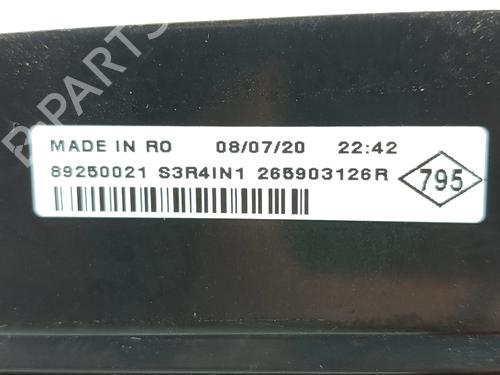 B-PARTS
MADE IN RO 08/07/20 22:42
89250021 S3R4IN1 265903126R
795